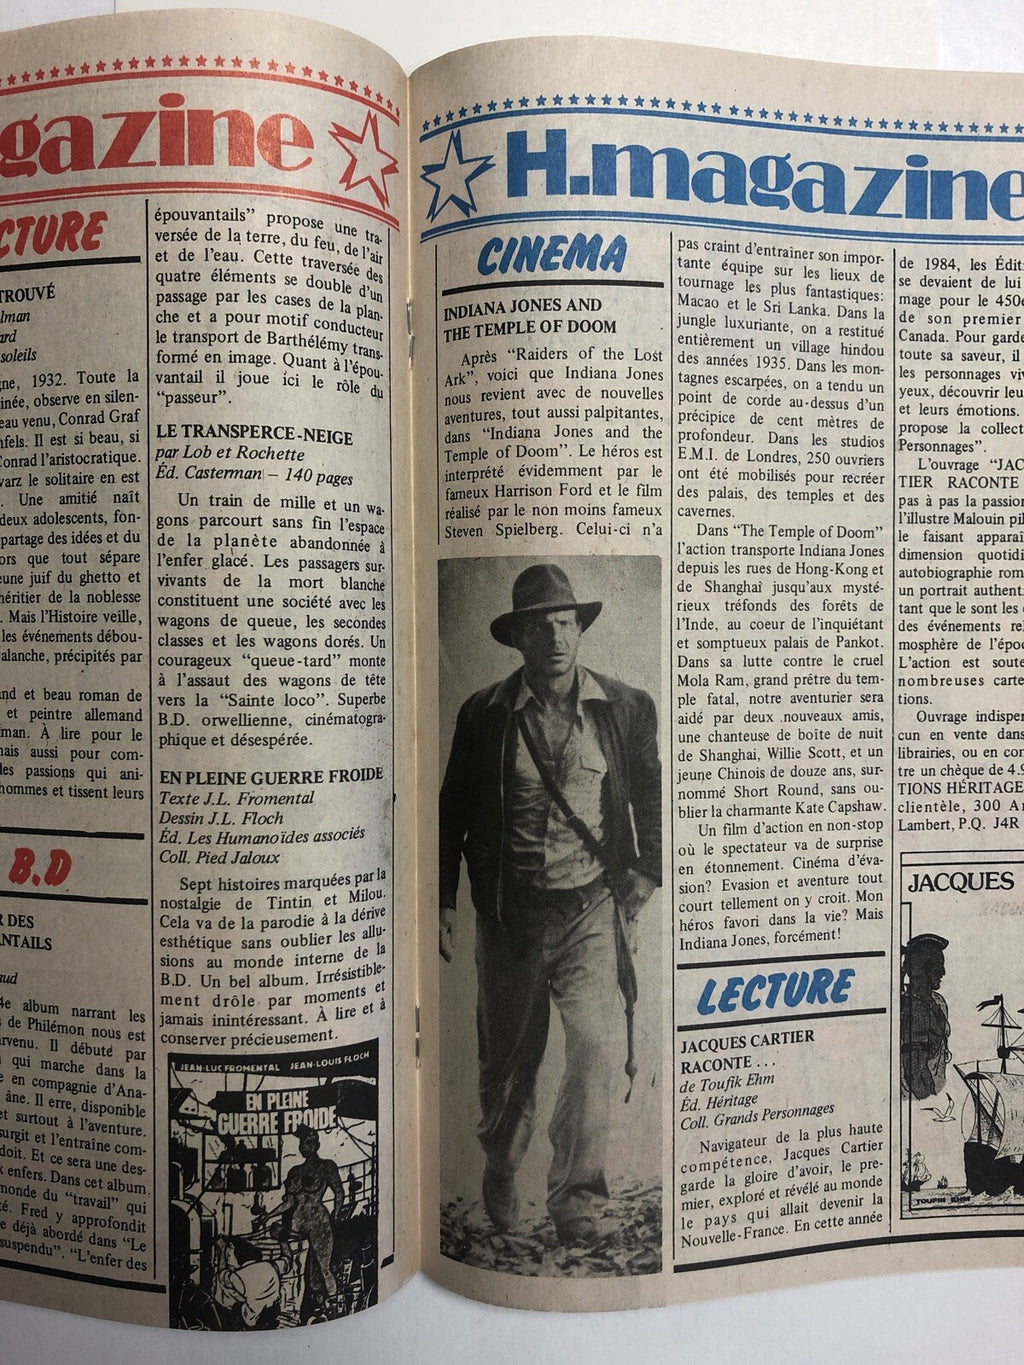 gazine
CTURE
TROUVÉ
lman
ard
soleils
gne, 1932. Toute la
inée, observe en silen-
eau venu, Conrad Graf
nfels. Il est si beau, si
Conrad l'aristocratique.
varz le solitaire en est
. Une amitié naît
deux adolescents, fon-
partage des idées et du
ors que tout sépare
eune juif du ghetto et
héritier de la noblesse
. Mais l'Histoire veille,
les événements débou-
alanche, précipités par
nd et beau roman de
et peintre allemand
man. À lire pour le
mais aussi pour com-
les passions qui ani-
hommes et tissent leurs
B.D
R DES
ANTAILS
aud
4e album narrant les
s de Philémon nous est
arvenu. Il débute par
qui marche dans la
e en compagnie d'Ana-
âne. Il erre, disponible
et surtout à l'aventure.
surgit et l'entraîne com-
doit. Et ce sera une des-
x enfers. Dans cet album,
monde du "travail" qui
té. Fred y approfondit
e déjà abordé dans "Le
suspendu". "L'enfer des
épouvantails" propose une tra-
versée de la terre, du feu, de l'air
et de l'eau. Cette traversée des
quatre éléments se double d'un
passage par les cases de la plan-
che et a pour motif conducteur
le transport de Barthélémy trans-
formé en image. Quant à l'épou-
vantail il joue ici le rôle du
"passeur".
LE TRANSPERCE-NEIGE
par Lob et Rochette
Éd. Casterman – 140 pages
Un train de mille et un wa-
gons parcourt sans fin l'espace
de la planète abandonnée à
l'enfer glacé. Les passagers sur-
vivants de la mort blanche
constituent une société avec les
wagons de queue, les secondes
classes et les wagons dorés. Un
courageux "queue-tard" monte
à l'assaut des wagons de tête
vers la "Sainte loco". Superbe
B.D. orwellienne, cinématogra-
phique et désespérée.
EN PLEINE GUERRE FROIDE
Texte J.L. Fromental
Dessin J.L. Floch
Éd. Les Humanoïdes associés
Coll. Pied Jaloux
Sept histoires marquées par la
nostalgie de Tintin et Milou.
Cela va de la parodie à la dérive
esthétique sans oublier les allu-
sions au monde interne de la
B.D. Un bel album. Irrésistible-
ment drôle par moments et
jamais inintéressant. À lire et à
conserver précieusement.
JEAN-LUC FROMENTAL JEAN-LOUIS FLOCH
EN PLEINE
GUERRE FROIDE
H.magazine
CINEMA
INDIANA JONES AND
THE TEMPLE OF DOOM
Après "Raiders of the Lost
Ark", voici que Indiana Jones
nous revient avec de nouvelles
aventures, tout aussi palpitantes,
dans "Indiana Jones and the
Temple of Doom". Le héros est
interprété évidemment par le
fameux Harrison Ford et le film
réalisé par le non moins fameux
Steven Spielberg. Celui-ci n'a
pas craint d'entraîner son impor-
tante équipe sur les lieux de
tournage les plus fantastiques:
Macao et le Sri Lanka. Dans la
jungle luxuriante, on a restitué
entièrement un village hindou
des années 1935. Dans les mon-
tagnes escarpées, on a tendu un
point de corde au-dessus d'un
précipice de cent mètres de
profondeur. Dans les studios
E.M.I. de Londres, 250 ouvriers
ont été mobilisés pour recréer
des palais, des temples et des
cavernes.
Dans "The Temple of Doom"
l'action transporte Indiana Jones
depuis les rues de Hong-Kong et
de Shanghaï jusqu'aux mysté-
rieux tréfonds des forêts de
l'Inde, au coeur de l'inquiétant
et somptueux palais de Pankot.
Dans sa lutte contre le cruel
Mola Ram, grand prêtre du tem-
ple fatal, notre aventurier sera
aidé par deux nouveaux amis,
une chanteuse de boîte de nuit
de Shanghai, Willie Scott, et un
jeune Chinois de douze ans, sur-
nommé Short Round, sans ou-
blier la charmante Kate Capshaw.
Un film d'action en non-stop
où le spectateur va de surprise
en étonnement. Cinéma d'éva-
sion? Evasion et aventure tout
court tellement on y croit. Mon
héros favori dans la vie? Mais
Indiana Jones, forcément!
LECTURE
JACQUES CARTIER
RACONTE...
de Toufik Ehm
Éd. Héritage
Coll. Grands Personnages
Navigateur de la plus haute
compétence, Jacques Cartier
garde la gloire d'avoir, le pre-
mier, exploré et révélé au monde
le pays qui allait devenir la
Nouvelle-France. En cette année
de 1984, les Édit
se devaient de lui
mage pour le 450e
de son premier
Canada. Pour garde
toute sa saveur, il
les personnages viv
yeux, découvrir leu
et leurs émotions.
propose la collect
Personnages".
L'ouvrage "JAC
TIER RACONTE
pas à pas la passion
l'illustre Malouin pil
le faisant apparaî
dimension quotidi
autobiographie rom
un portrait authent
tant que le sont les
des événements rel
mosphère de l'épo
L'action est soute
nombreuses carte
tions.
Ouvrage indispen
cun en vente dans
librairies, ou en co
tre un chèque de 4.9
TIONS HÉRITAGE
clientèle, 300 Ar
Lambert, P.Q. J4R
JACQUES
TOUFIK EHM